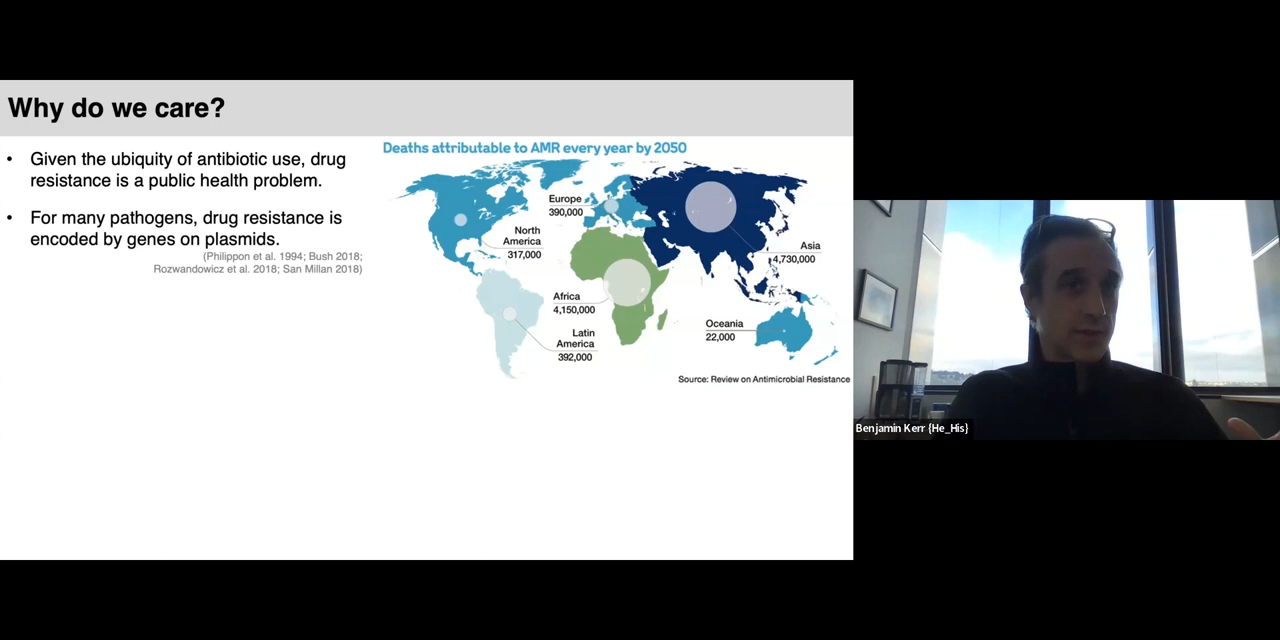 Why do we care?
• Given the ubiquity of antibiotic use, drug
resistance is a public health problem.
• For many pathogens, drug resistance is
encoded by genes on plasmids.
(Philippon et al. 1994; Bush 2018;
Rozwandowicz et al. 2018; San Millan 2018)
Deaths attributable to AMR every year by 2050
Europe
390,000
North
America
317,000
Asia
4,730,000
Africa
4,150,000
Latin
America
392,000
Oceania
22,000
Source: Review on Antimicrobial Resistance
Benjamin Kerr {He_His}